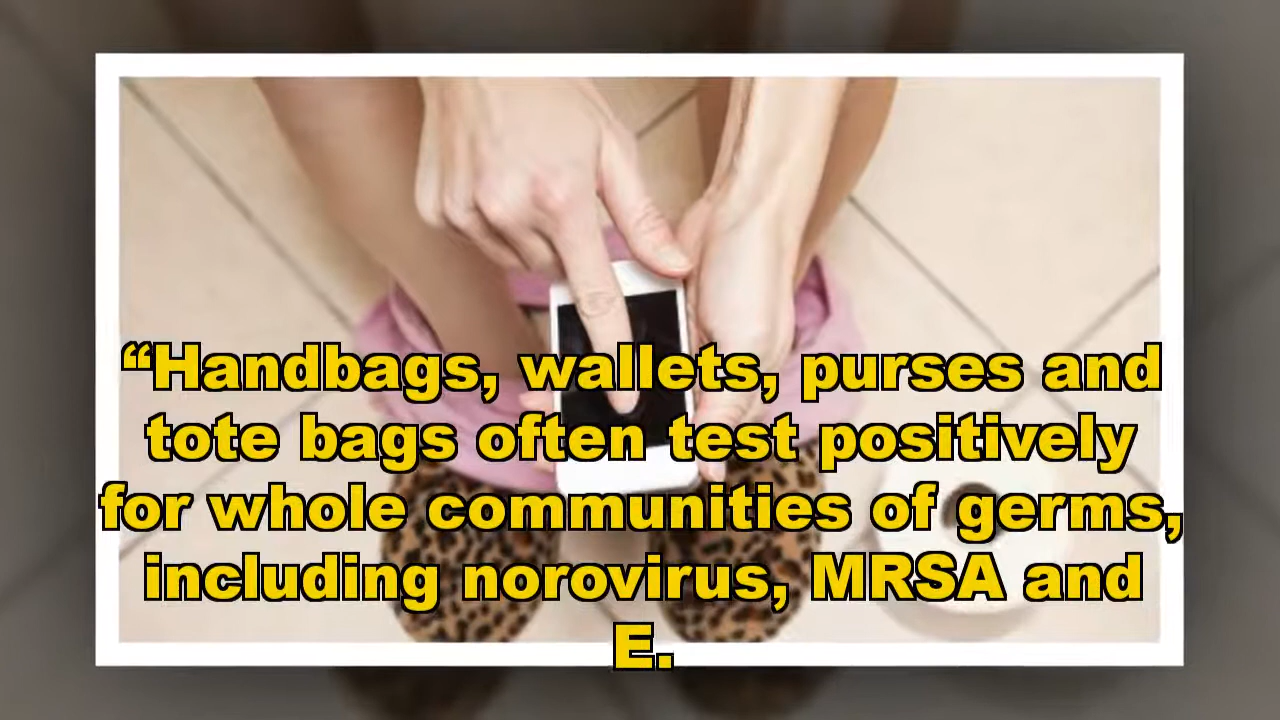 “Handbags, wallets, purses and
tote bags often test positively
for whole communities of germs,
including norovirus, MRSA and
E.